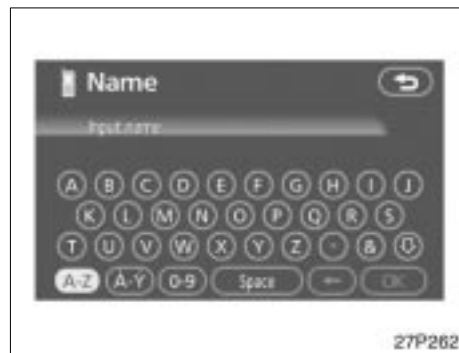 Name
Input name
A B C D E F G H I J
K L M N O P Q R S
T U V W X Y Z - &
A-Z À-Ý 0-9 Space ← OK
27P262